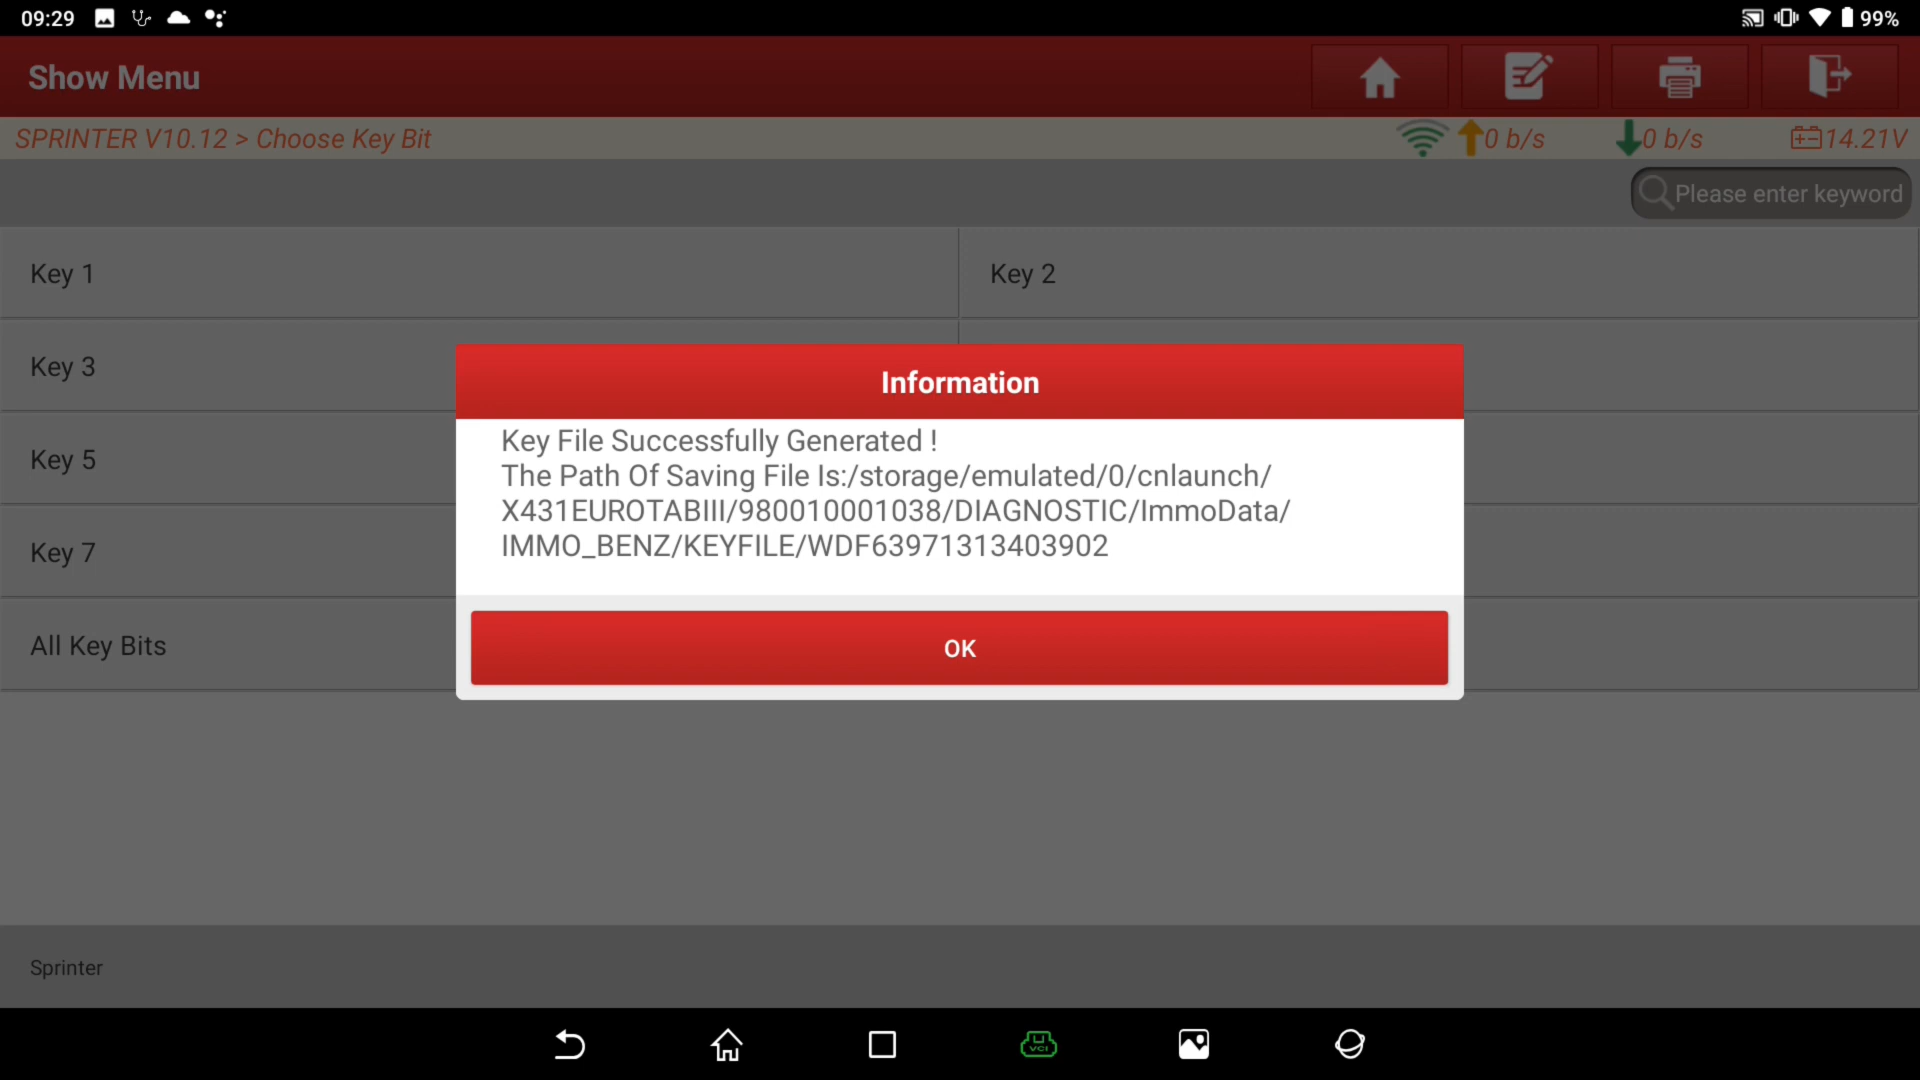 09:29
99%
Show Menu
SPRINTER V10.12 > Choose Key Bit
0 b/s
0 b/s
14.21V
Please enter keyword
Key 1
Key 2
Key 3
Key 5
Key 7
All Key Bits
Information
Key File Successfully Generated !
The Path Of Saving File Is:/storage/emulated/0/cnlaunch/
X431EUROTABIII/980010001038/DIAGNOSTIC/ImmoData/
IMMO_BENZ/KEYFILE/WDF63971313403902
OK
Sprinter
VCI